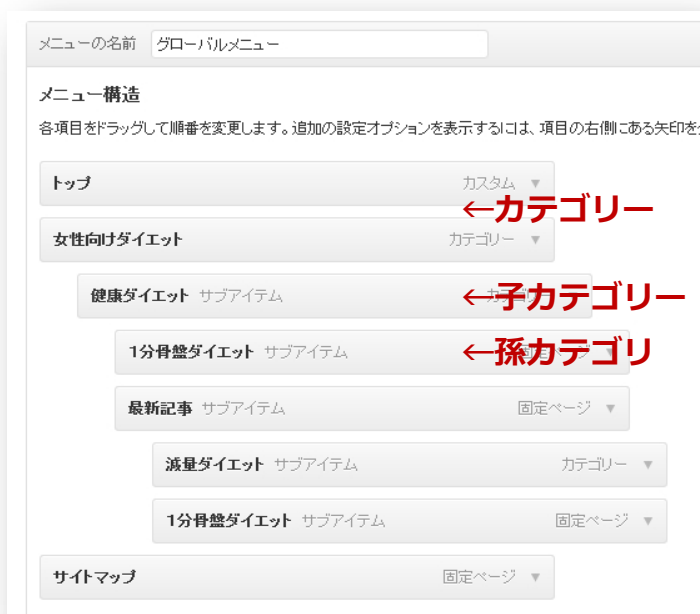 メニューの名前 グローバルメニュー
メニュー構造
各項目をドラッグして順番を変更します。追加の設定オプションを表示するには、項目の右側にある矢印を
トップ カスタム ▼
←カテゴリー
女性向けダイエット カテゴリー ▼
健康ダイエット サブアイテム カテゴリー
←子カテゴリー
1分骨盤ダイエット サブアイテム 固定ページ ▼
←孫カテゴリ
最新記事 サブアイテム 固定ページ ▼
減量ダイエット サブアイテム カテゴリー ▼
1分骨盤ダイエット サブアイテム 固定ページ ▼
サイトマップ 固定ページ ▼